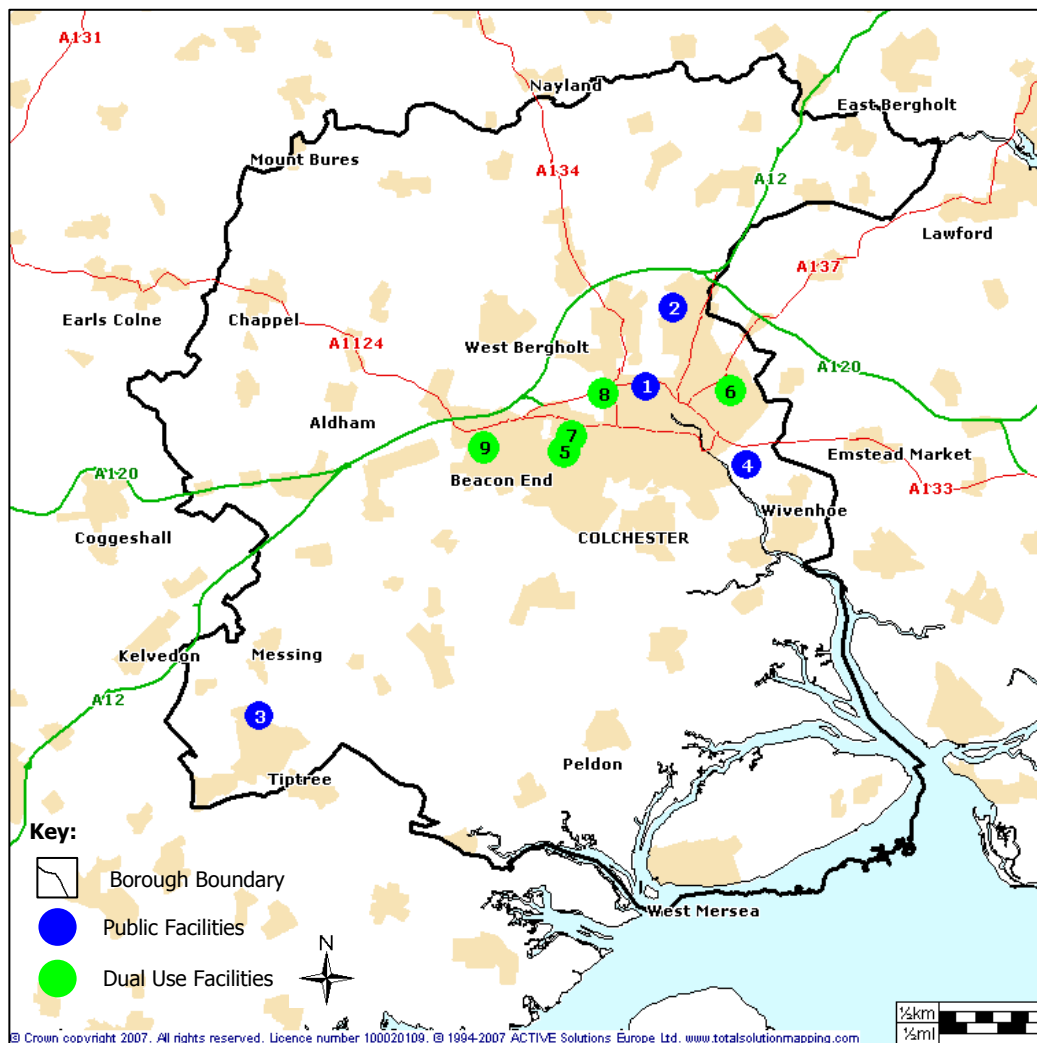 A131
Nayland
East Bergholt
Mount Bures
A134
A12
Lawford
A137
2
Earls Colne
Chappel
A1124
West Bergholt
A120
8
1
6
Aldham
7
9
5
Emstead Market
4
A120
Beacon End
A133
Wivenhoe
Coggeshall
COLCHESTER
Kelvedon
Messing
A12
3
Peldon
Tiptree
Key:
Borough Boundary
West Mersea
Public Facilities
N
Dual Use Facilities
½km
½ml
© Crown copyright 2007. All rights reserved. Licence number 100020109. © 1994-2007 ACTIVE Solutions Europe Ltd. www.totalsolutionmapping.com